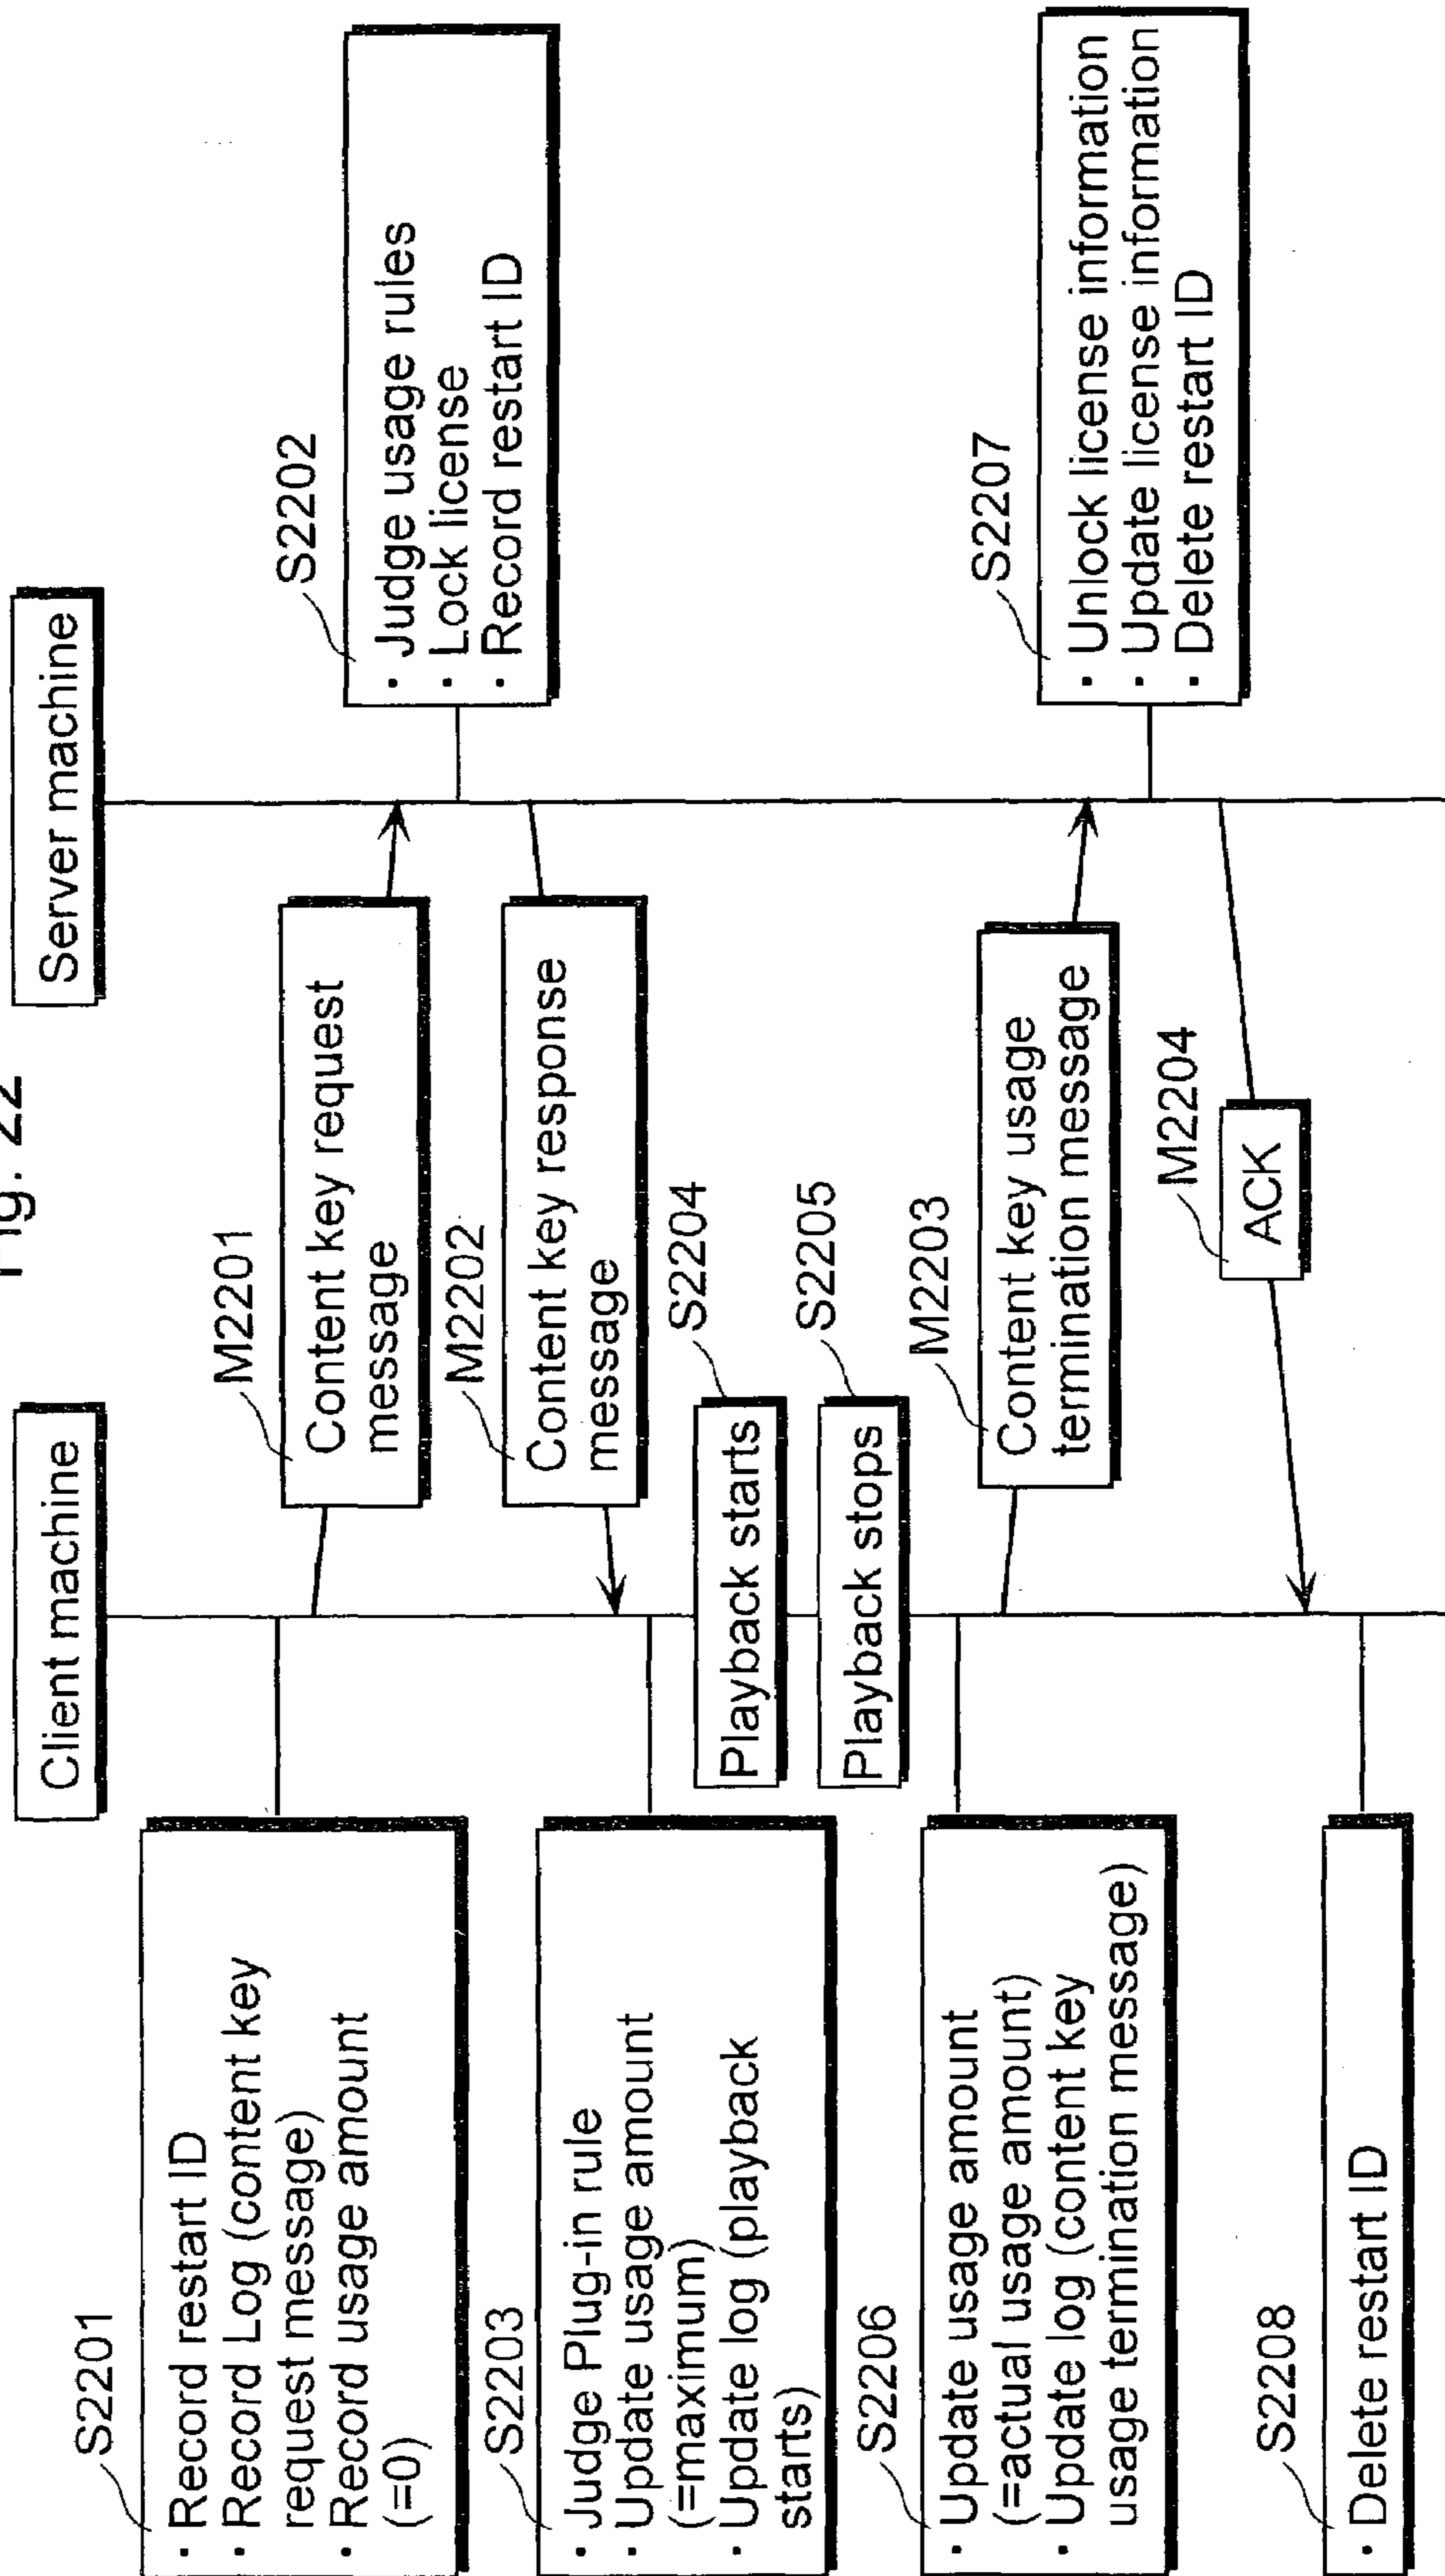 Fig. 22
Client machine
Server machine
S2201
· Record restart ID
· Record Log (content key
request message)
· Record usage amount
(=0)
M2201
Content key request
message
S2202
· Judge usage rules
· Lock license
· Record restart ID
M2202
Content key response
message
S2203
· Judge Plug-in rule
· Update usage amount
(=maximum)
· Update log (playback
starts)
S2204
Playback starts
S2205
Playback stops
S2206
· Update usage amount
(=actual usage amount)
· Update log (content key
usage termination message)
M2203
Content key usage
termination message
S2207
· Unlock license information
· Update license information
· Delete restart ID
M2204
ACK
S2208
· Delete restart ID